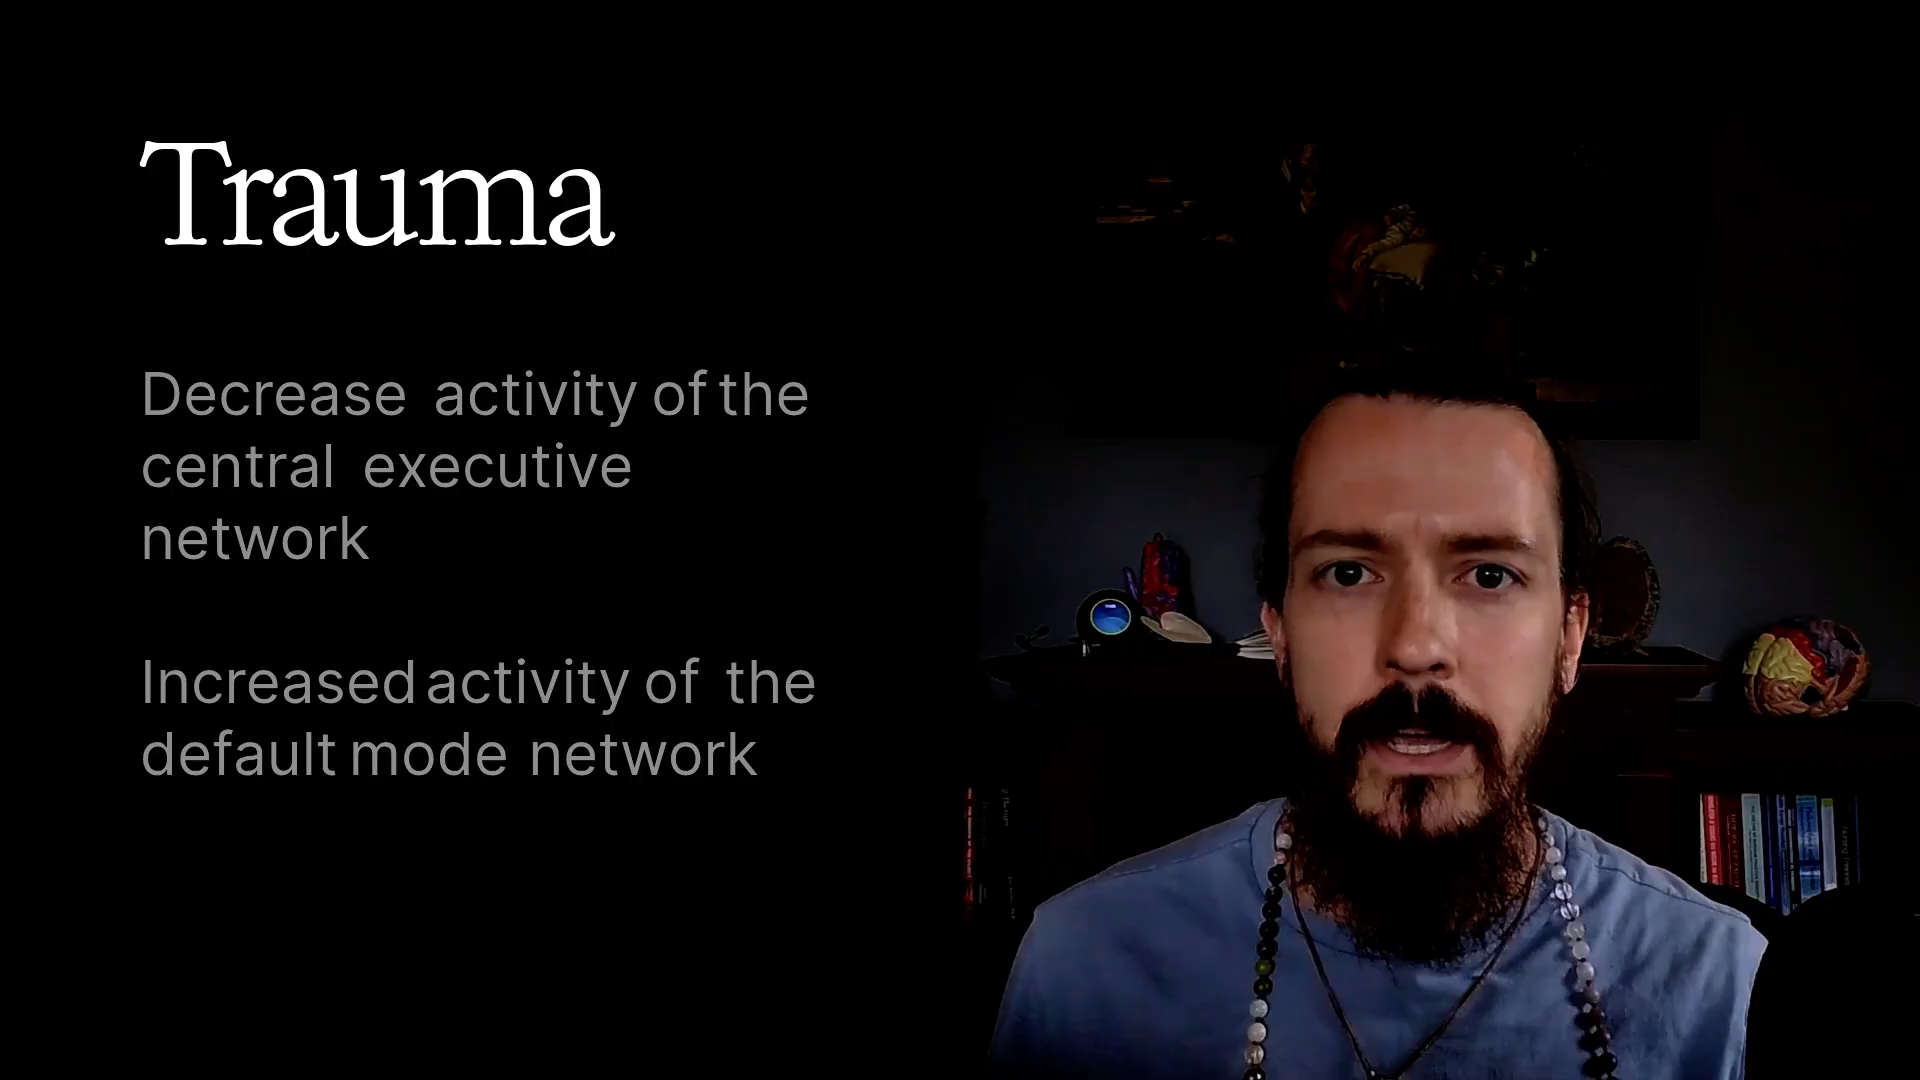 Trauma
Decrease activity of the
central executive
network
Increased activity of the
default mode network